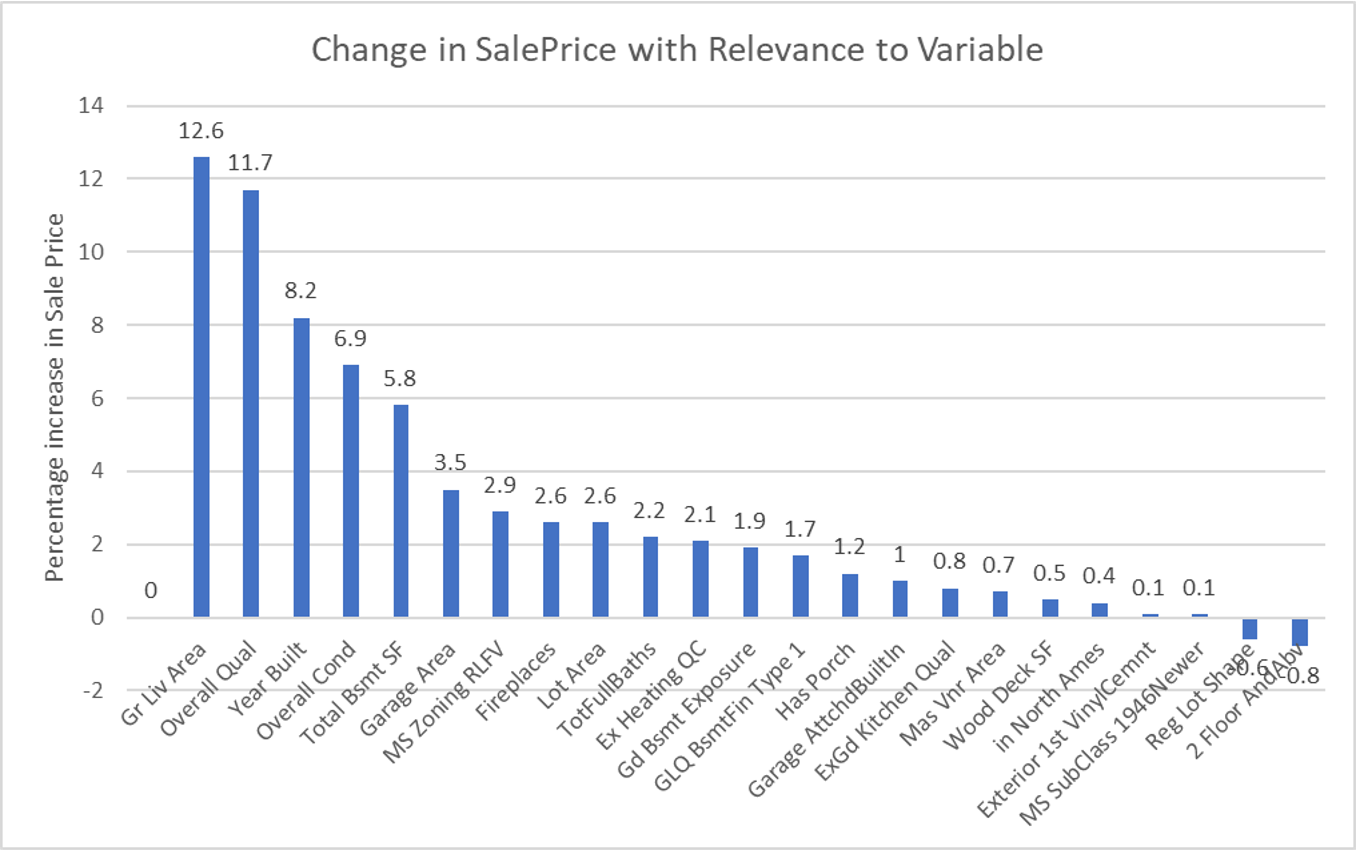 Change in SalePrice with Relevance to Variable
Percentage increase in Sale Price
14
12
10
8
6
4
2
0
-2
0
12.6
11.7
8.2
6.9
5.8
3.5
2.9
2.6
2.6
2.2
2.1
1.9
1.7
1.2
1
0.8
0.7
0.5
0.4
0.1
0.1
-0.6
-0.8
Gr Liv Area
Overall Qual
Year Built
Overall Cond
Total Bsmt SF
Garage Area
MS Zoning RLFV
Fireplaces
Lot Area
TotFullBaths
Ex Heating QC
Gd Bsmt Exposure
GLQ BsmtFin Type 1
Has Porch
Garage AttchdBuiltIn
ExGd Kitchen Qual
Mas Vnr Area
Wood Deck SF
in North Ames
Exterior 1st VinylCemnt
MS SubClass 1946Newer
Reg Lot Shape
2 Floor And Abv